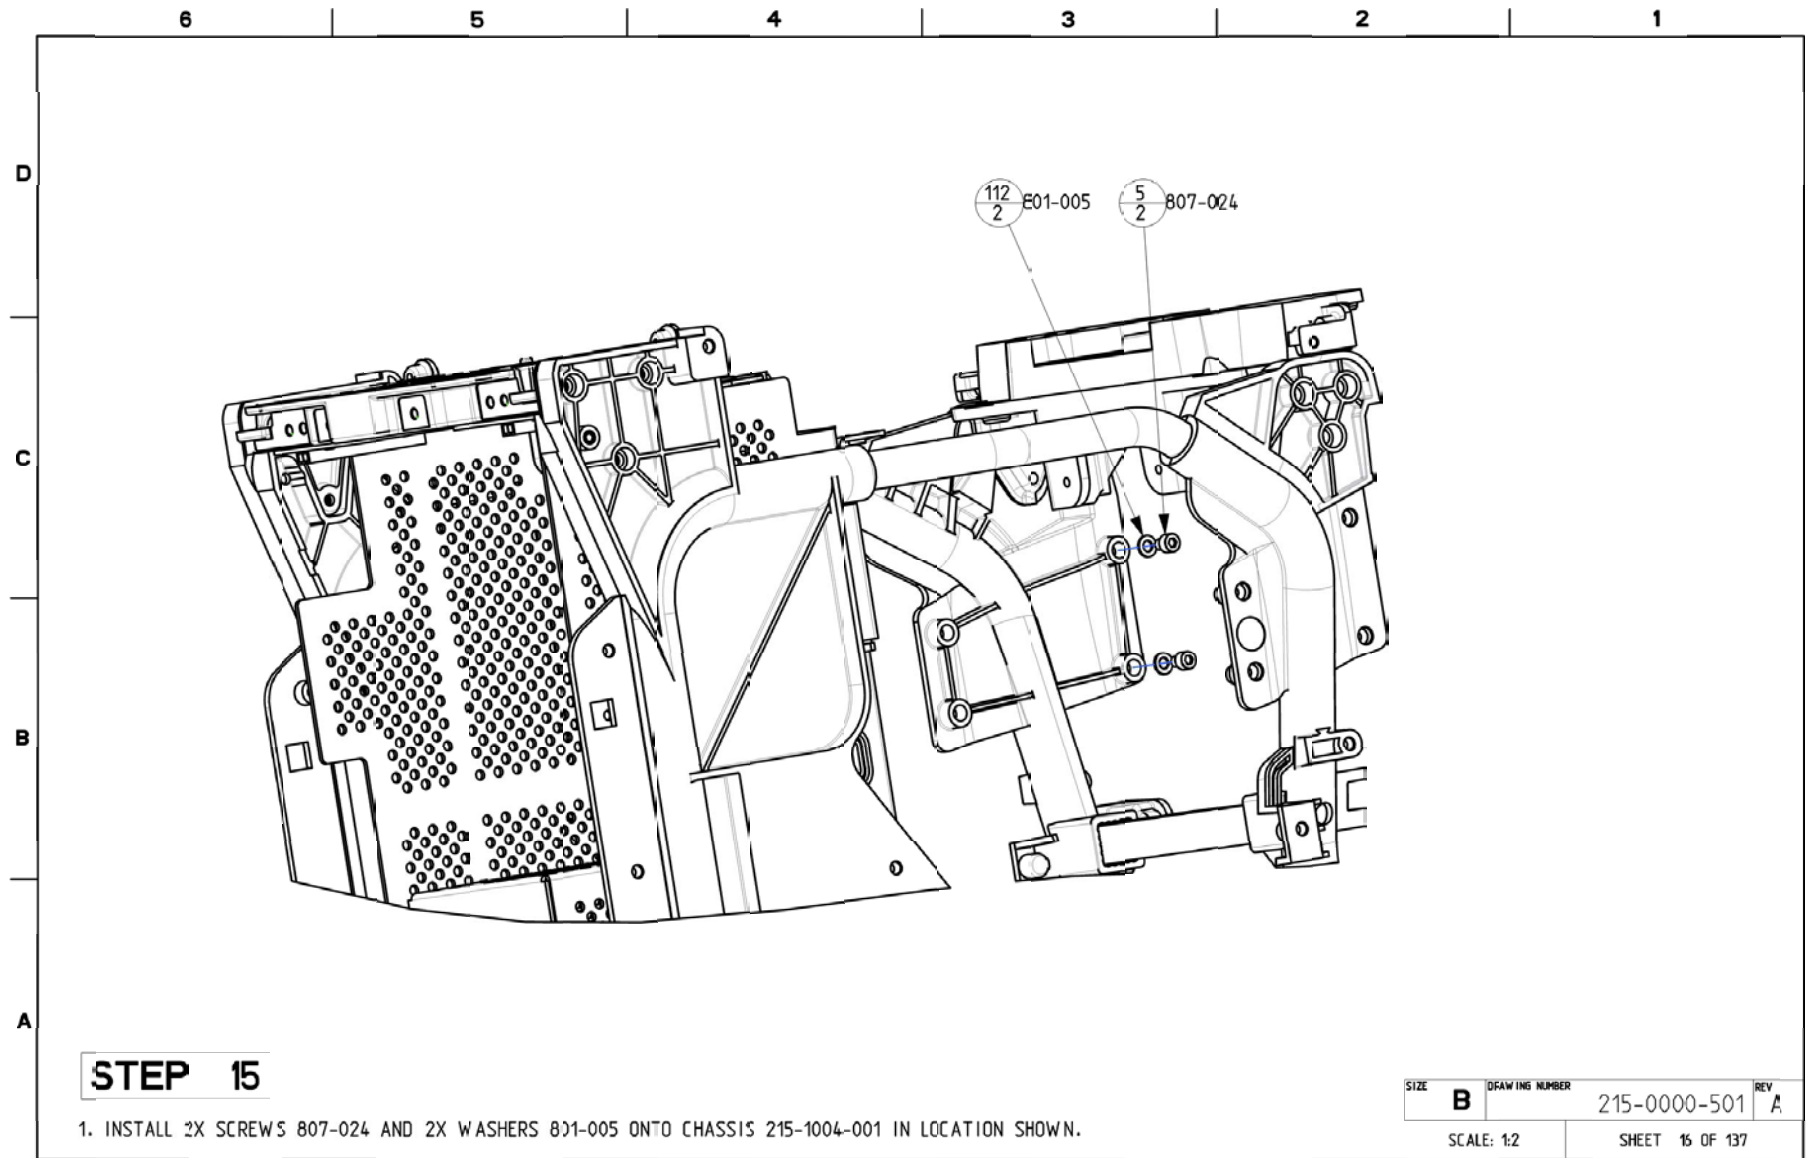 6 5 4 3 2 1
D
112 2 801-005 5 2 807-024
C
B
A
STEP 15
1. INSTALL 2X SCREWS 807-024 AND 2X WASHERS 801-005 ONTO CHASSIS 215-1004-001 IN LOCATION SHOWN.
SIZE B DRAWING NUMBER 215-0000-501 REV A
SCALE: 1:2 SHEET OF 137